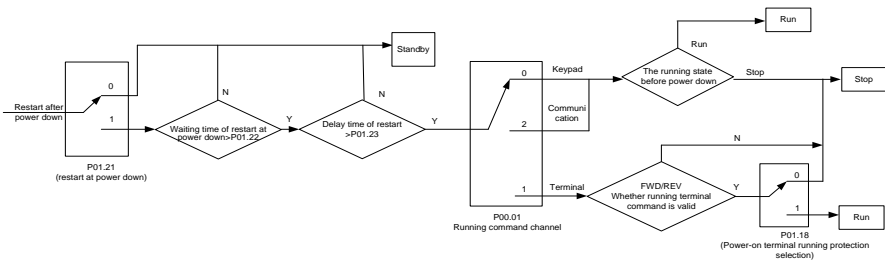 Run
Run
Standby
Keypad
The running state
before power down
Stop
Stop
0
N
N
0
Restart after
power down
1
Waiting time of restart at
power down>P01.22
Y
Delay time of restart
>P01.23
Y
Communi
cation
2
N
P01.21
(restart at power down)
1
Terminal
FWD/REV
Whether running terminal
command is valid
Y
0
1
Run
P00.01
Running command channel
P01.18
(Power-on terminal running protection
selection)